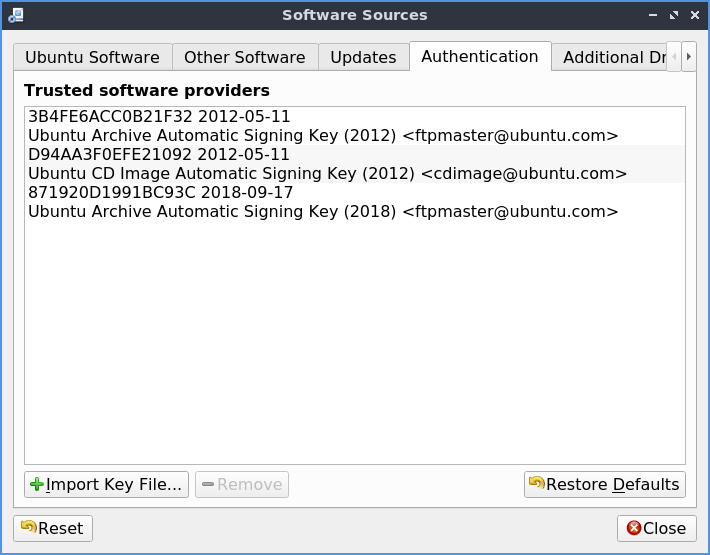 Software Sources
Ubuntu Software
Other Software
Updates
Authentication
Additional Dr
Trusted software providers
3B4FE6ACC0B21F32 2012-05-11
Ubuntu Archive Automatic Signing Key (2012) <ftpmaster@ubuntu.com>
D94AA3F0EFE21092 2012-05-11
Ubuntu CD Image Automatic Signing Key (2012) <cdimage@ubuntu.com>
871920D1991BC93C 2018-09-17
Ubuntu Archive Automatic Signing Key (2018) <ftpmaster@ubuntu.com>
Import Key File...
Remove
Restore Defaults
Reset
Close